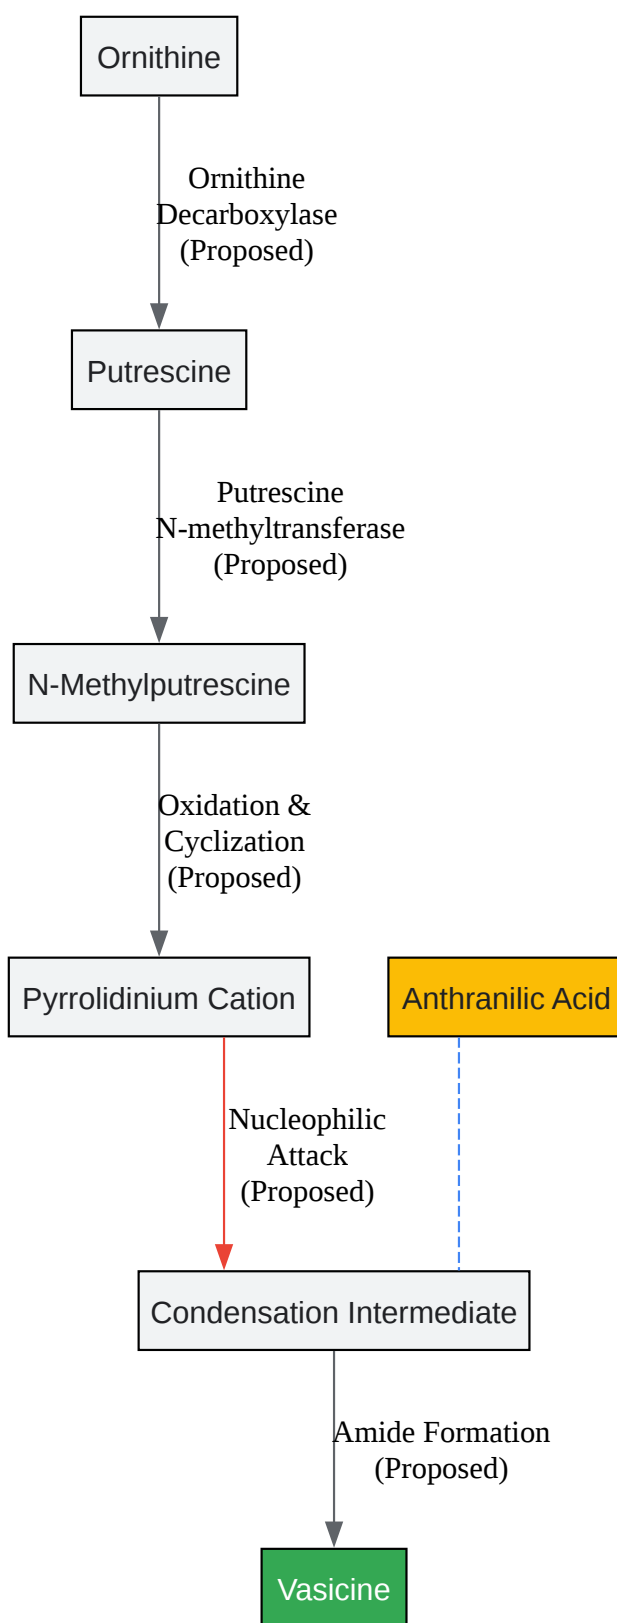 Ornithine
Ornithine
Decarboxylase
(Proposed)
Putrescine
Putrescine
N-methyltransferase
(Proposed)
N-Methylputrescine
Oxidation &
Cyclization
(Proposed)
Pyrrolidinium Cation
Anthranilic Acid
Nucleophilic
Attack
(Proposed)
Condensation Intermediate
Amide Formation
(Proposed)
Vasicine